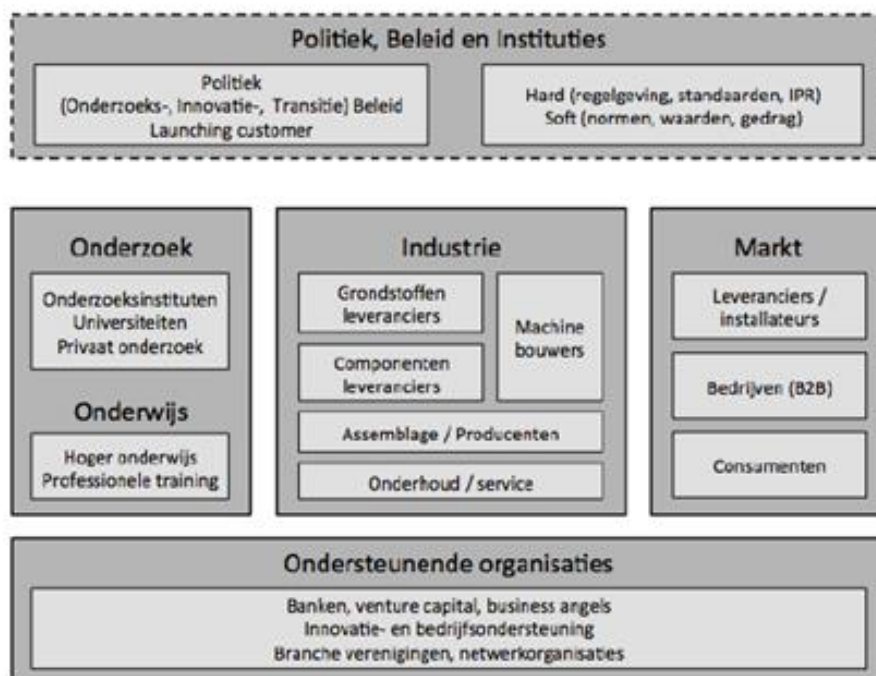 Politiek, Beleid en Instituties
Politiek
(Onderzoeks-, Innovatie-, Transitie) Beleid
Launching customer
Hard (regelgeving, standaarden, IPR)
Soft (normen, waarden, gedrag)
Onderzoek
Onderzoeksinstituten
Universiteiten
Privaat onderzoek
Onderwijs
Hoger onderwijs
Professionele training
Industrie
Grondstoffen
leveranciers
Machine
bouwers
Componenten
leveranciers
Assemblage / Producenten
Onderhoud / service
Markt
Leveranciers /
installateurs
Bedrijven (B2B)
Consumenten
Ondersteunende organisaties
Banken, venture capital, business angels
Innovatie- en bedrijfsondersteuning
Branche verenigingen, netwerkorganisaties